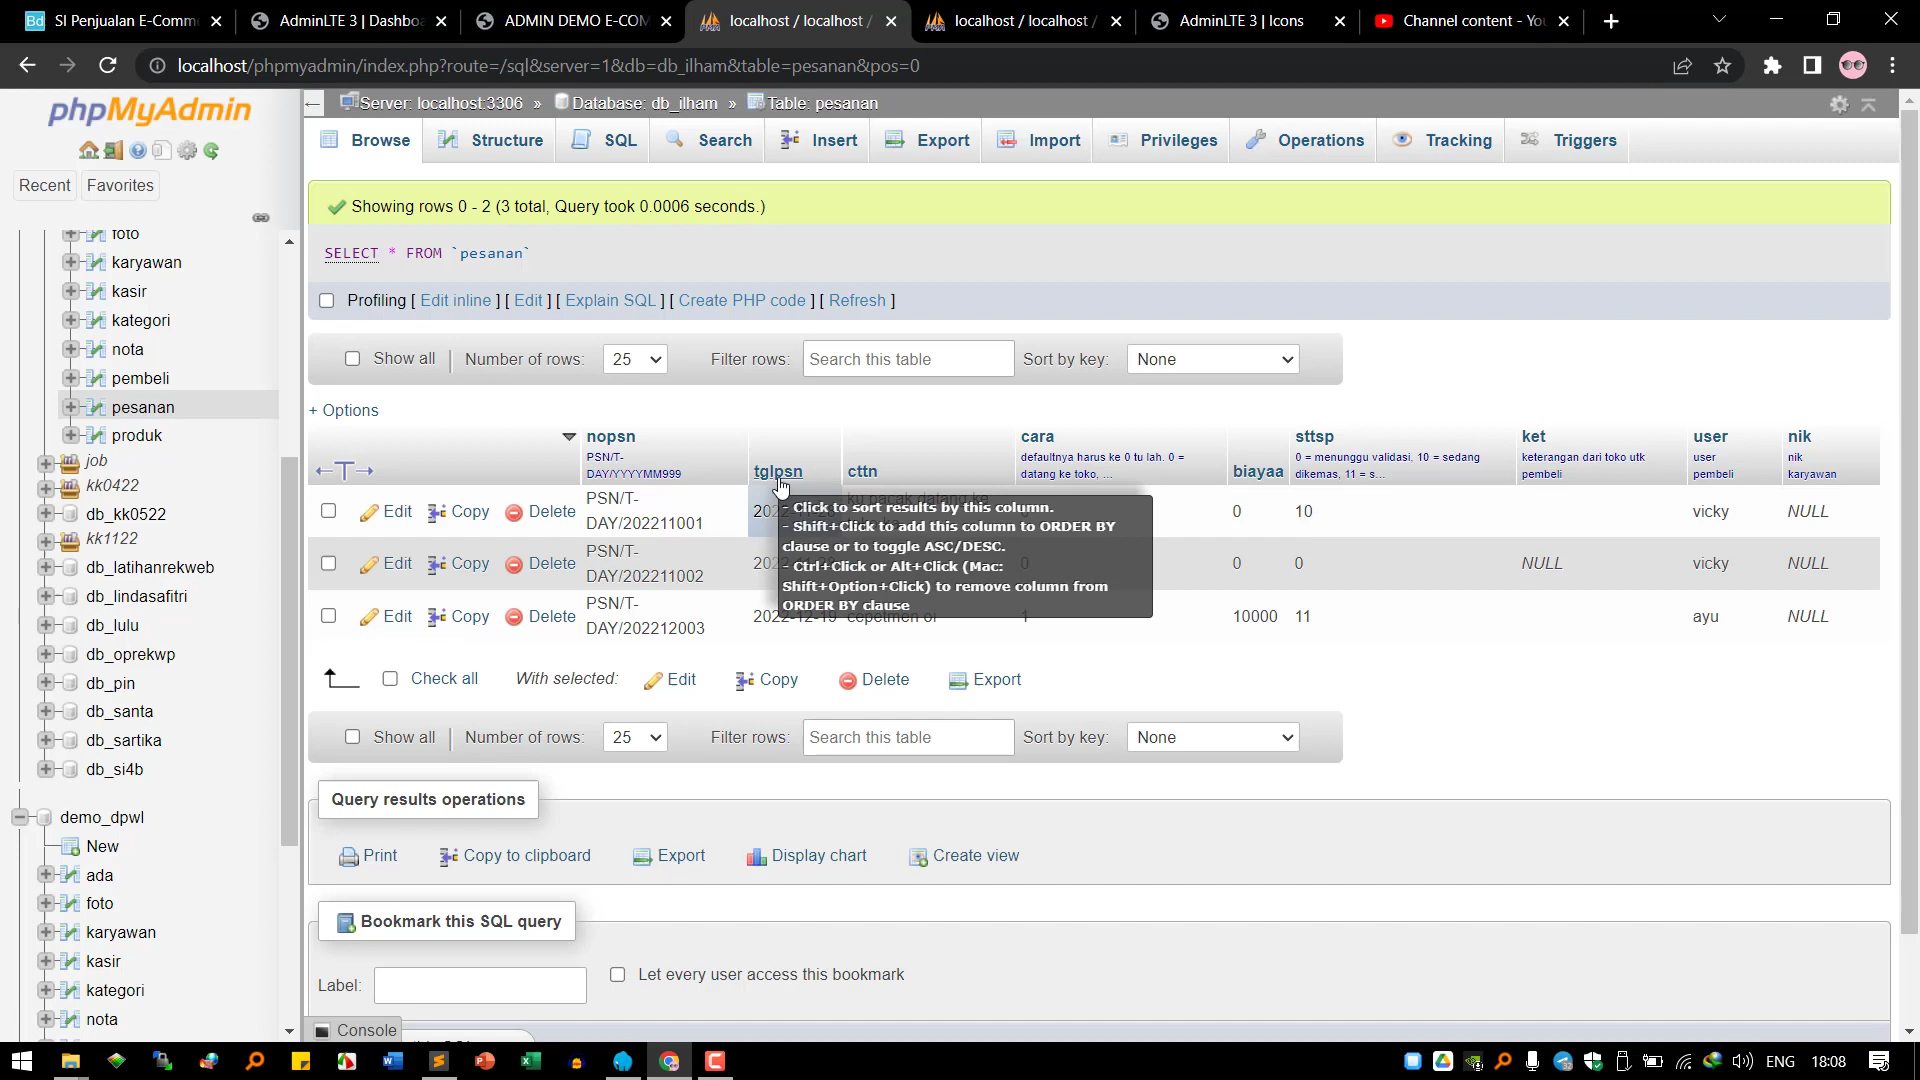 SI Penjualan E-Comme
AdminLTE 3 | Dashboa
ADMIN DEMO E-COM
localhost / localhost /
localhost / localhost /
AdminLTE 3 | Icons
Channel content - You
localhost/phpmyadmin/index.php?route=/sql&server=1&db=db_ilham&table=pesanan&pos=0
phpMyAdmin
Recent
Favorites
foto
karyawan
kasir
kategori
nota
pembeli
pesanan
produk
job
kk0422
db_kk0522
kk1122
db_latihanrekweb
db_lindasafitri
db_lulu
db_oprekwp
db_pin
db_santa
db_sartika
db_si4b
demo_dpwl
New
ada
foto
karyawan
kasir
kategori
nota
Server: localhost:3306 » Database: db_ilham » Table: pesanan
Browse Structure SQL Search Insert Export Import Privileges Operations Tracking Triggers
Showing rows 0 - 2 (3 total, Query took 0.0006 seconds.)
SELECT * FROM `pesanan`
Profiling [ Edit inline ] [ Edit ] [ Explain SQL ] [ Create PHP code ] [ Refresh ]
Show all | Number of rows: 25 Filter rows: Search this table Sort by key: None
+ Options
nopsn
PSN/T-
DAY/YYYYMM999
tglpsn
cttn
cara
defaultnya harus ke 0 tu lah. 0 =
datang ke toko, ...
biayaa
sttsp
0 = menunggu validasi, 10 = sedang
dikemas, 11 = s...
ket
keterangan dari toko utk
pembeli
user
user
pembeli
nik
nik
karyawan
Edit Copy Delete PSN/T-
DAY/202211001
ku pacak datang ke
0 10 vicky NULL
Edit Copy Delete PSN/T-
DAY/202211002
0 0 0 NULL vicky NULL
Edit Copy Delete PSN/T-
DAY/202212003
2022-12-19 cepetmen oi 1 10000 11 ayu NULL
- Click to sort results by this column.
- Shift+Click to add this column to ORDER BY
clause or to toggle ASC/DESC.
- Ctrl+Click or Alt+Click (Mac:
Shift+Option+Click) to remove column from
ORDER BY clause
Check all With selected: Edit Copy Delete Export
Show all | Number of rows: 25 Filter rows: Search this table Sort by key: None
Query results operations
Print Copy to clipboard Export Display chart Create view
Bookmark this SQL query
Label: Let every user access this bookmark
Console
ENG 18:08